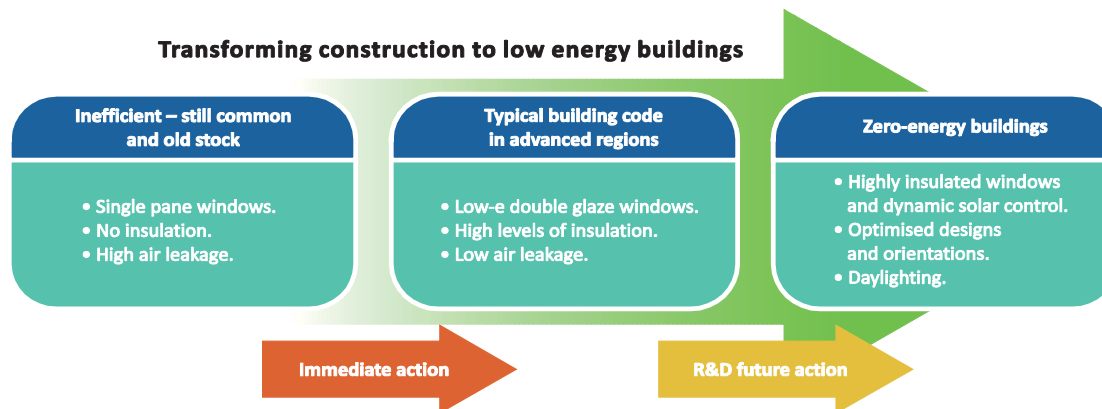 Transforming construction to low energy buildings
Inefficient – still common
and old stock
• Single pane windows.
• No insulation.
• High air leakage.
Typical building code
in advanced regions
• Low-e double glaze windows.
• High levels of insulation.
• Low air leakage.
Zero-energy buildings
• Highly insulated windows
and dynamic solar control.
• Optimised designs
and orientations.
• Daylighting.
Immediate action
R&D future action